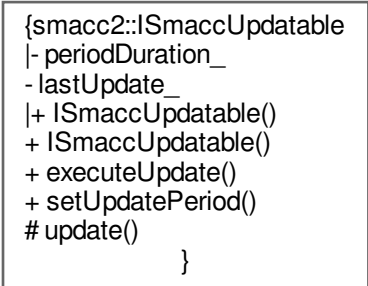 {smacc2::ISmaccUpdatable
|- periodDuration_
- lastUpdate_
|+ ISmaccUpdatable()
+ ISmaccUpdatable()
+ executeUpdate()
+ setUpdatePeriod()
# update()
}